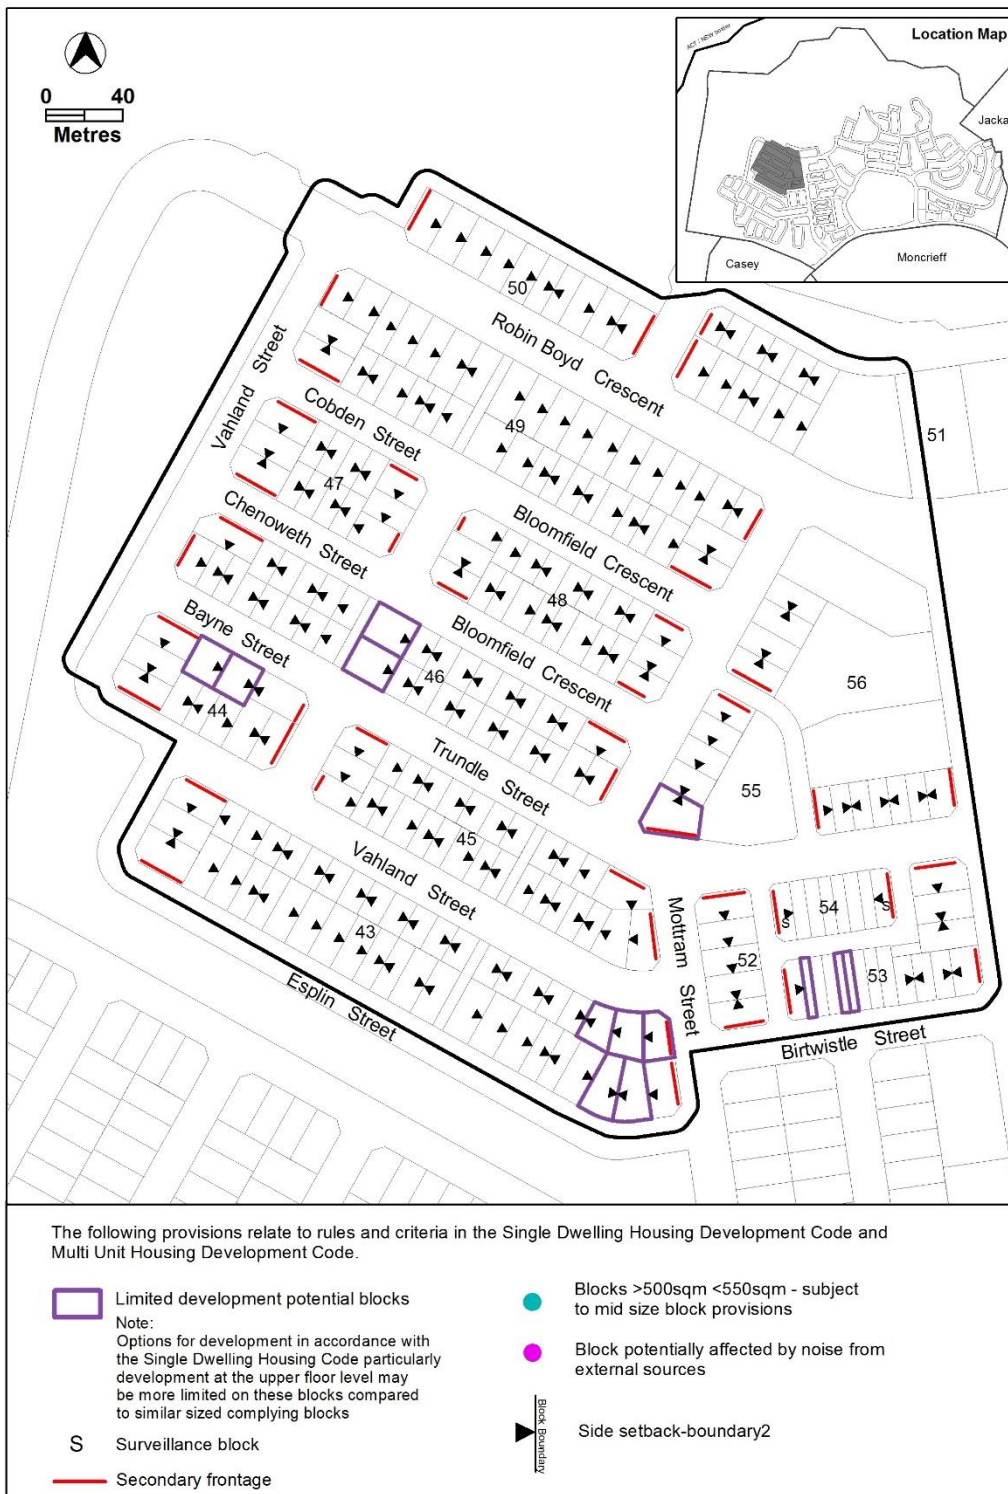 Location Map
ACT / NSW border
Jacka
Casey
Moncrieff
0 40
Metres
50
Robin Boyd Crescent
Vahland Street
Cobden Street
49
51
47
Chenoweth Street
Bloomfield Crescent
48
Bayne Street
Bloomfield Crescent
46
56
44
Trundle Street
55
45
Vahland Street
Mottram Street
S
54
S
43
52
53
Esplin Street
Birtwistle Street
The following provisions relate to rules and criteria in the Single Dwelling Housing Development Code and
Multi Unit Housing Development Code.
Limited development potential blocks
Note:
Options for development in accordance with
the Single Dwelling Housing Code particularly
development at the upper floor level may
be more limited on these blocks compared
to similar sized complying blocks
S Surveillance block
Secondary frontage
Blocks >500sqm <550sqm - subject
to mid size block provisions
Block potentially affected by noise from
external sources
Block Boundary
Side setback-boundary2